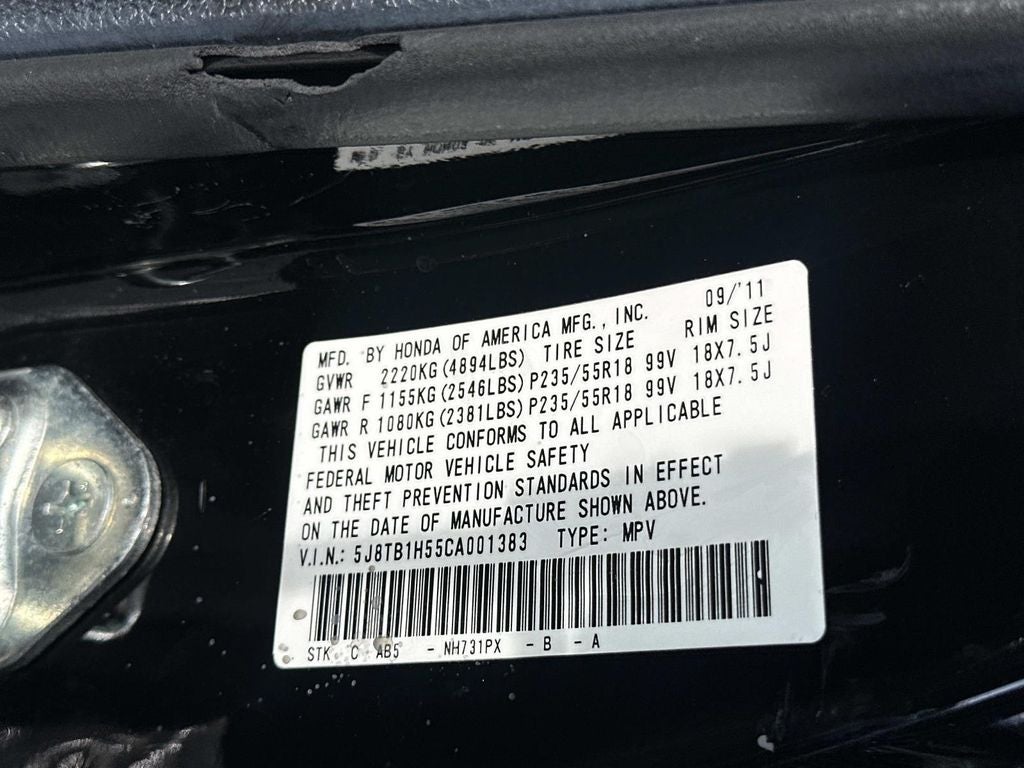 MFD. BY HONDA OF AMERICA MFG., INC. 09/'11
GVWR 2220KG(4894LBS) TIRE SIZE RIM SIZE
GAWR F 1155KG(2546LBS) P235/55R18 99V 18X7.5J
GAWR R 1080KG(2381LBS) P235/55R18 99V 18X7.5J
THIS VEHICLE CONFORMS TO ALL APPLICABLE
FEDERAL MOTOR VEHICLE SAFETY
AND THEFT PREVENTION STANDARDS IN EFFECT
ON THE DATE OF MANUFACTURE SHOWN ABOVE.
V.I.N.: 5J8TB1H55CA001383 TYPE: MPV
STK C AB5 - NH731PX - B - A